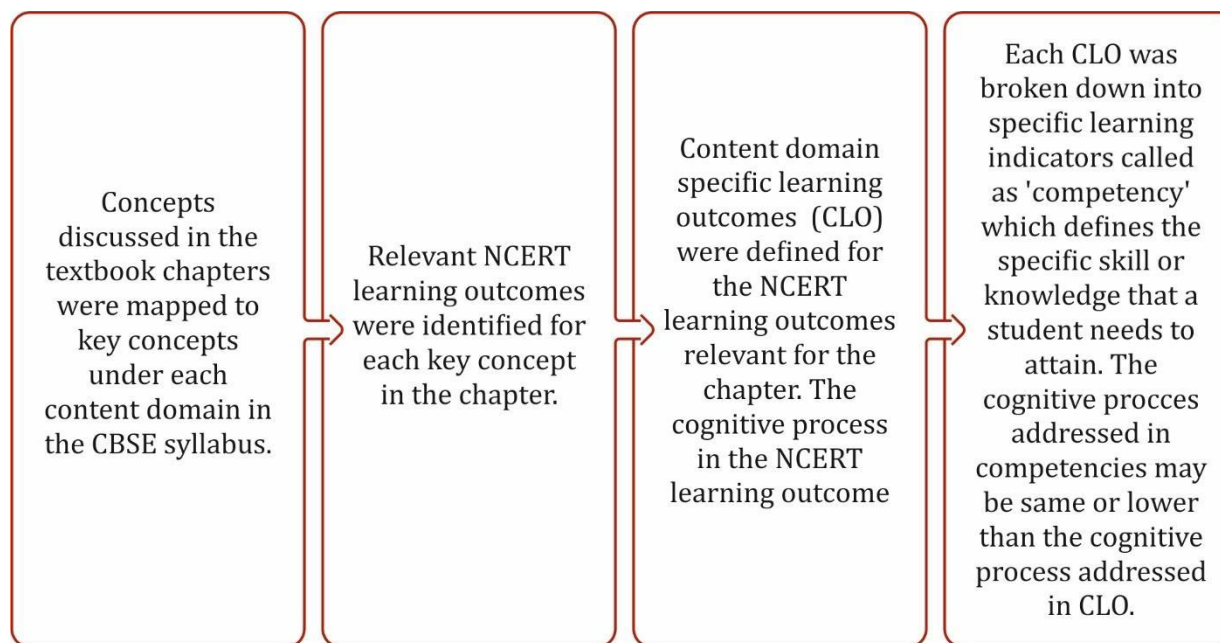 Concepts
discussed in the
textbook chapters
were mapped to
key concepts
under each
content domain in
the CBSE syllabus.
Relevant NCERT
learning outcomes
were identified for
each key concept
in the chapter.
Content domain
specific learning
outcomes (CLO)
were defined for
the NCERT
learning outcomes
relevant for the
chapter. The
cognitive process
in the NCERT
learning outcome
Each CLO was
broken down into
specific learning
indicators called
as 'competency'
which defines the
specific skill or
knowledge that a
student needs to
attain. The
cognitive procces
addressed in
competencies may
be same or lower
than the cognitive
process addressed
in CLO.